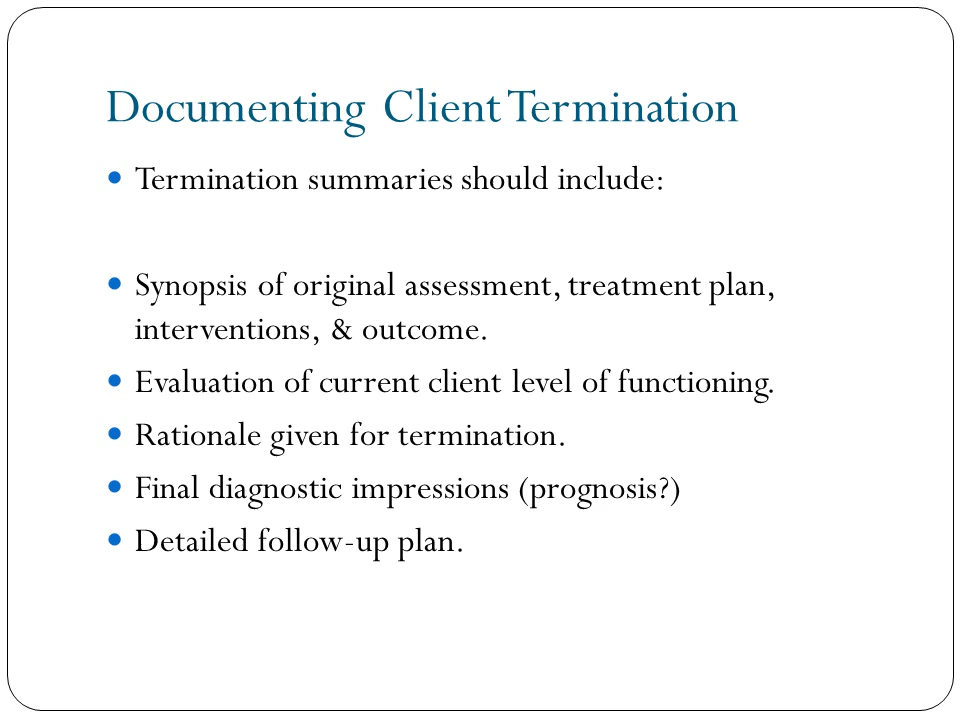 Documenting Client Termination
• Termination summaries should include:
• Synopsis of original assessment, treatment plan,
interventions, & outcome.
• Evaluation of current client level of functioning.
• Rationale given for termination.
• Final diagnostic impressions (prognosis?)
• Detailed follow-up plan.